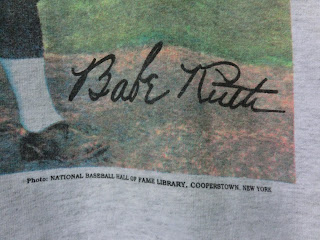 Babe Ruth
Photo: NATIONAL BASEBALL HALL OF FAME LIBRARY, COOPERSTOWN, NEW YORK